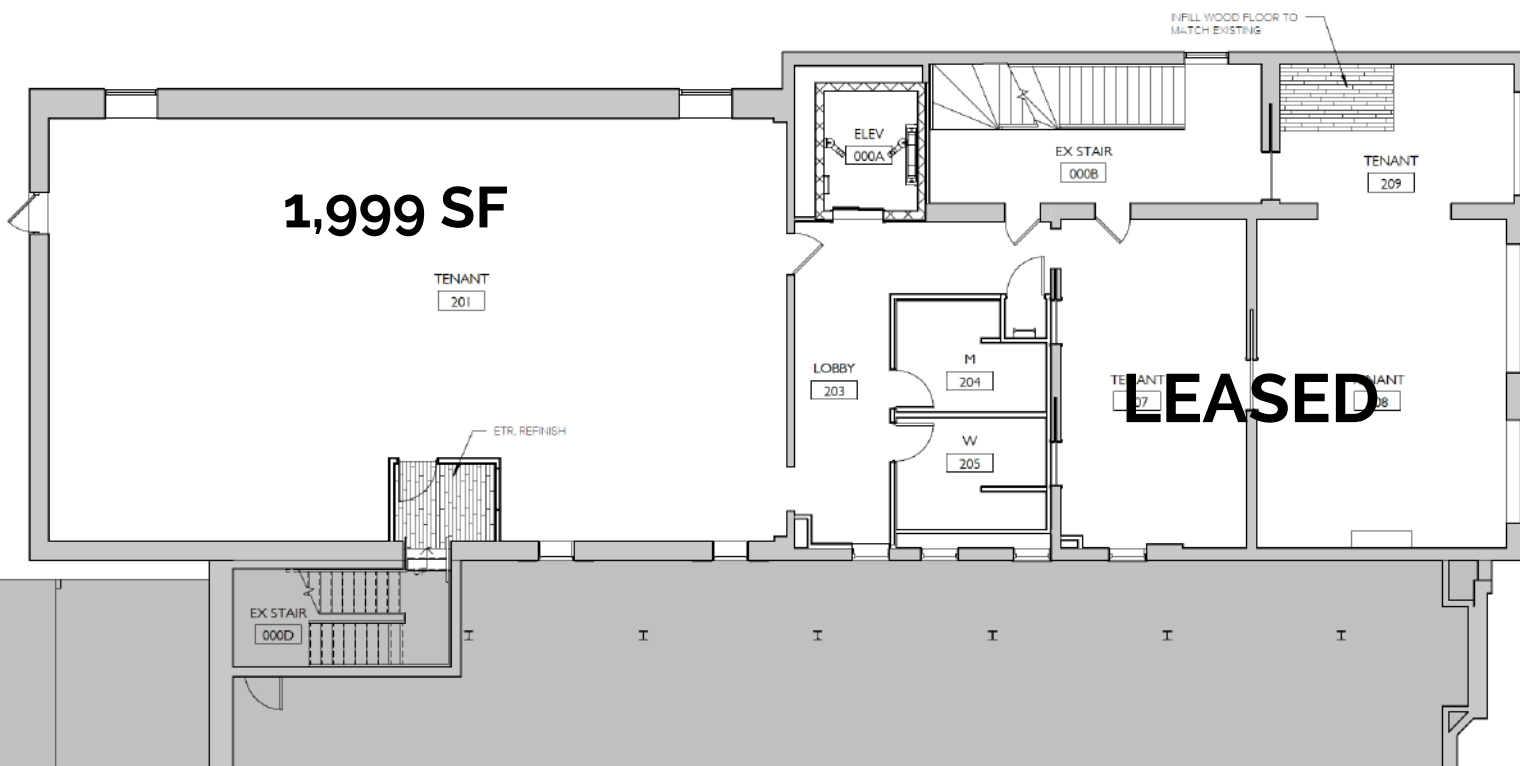 INFILL WOOD FLOOR TO
MATCH EXISTING
ELEV
000A
EX STAIR
000B
TENANT
209
1,999 SF
TENANT
201
LOBBY
203
M
204
LEASED
ETR, REFINISH
W
205
EX STAIR
000D